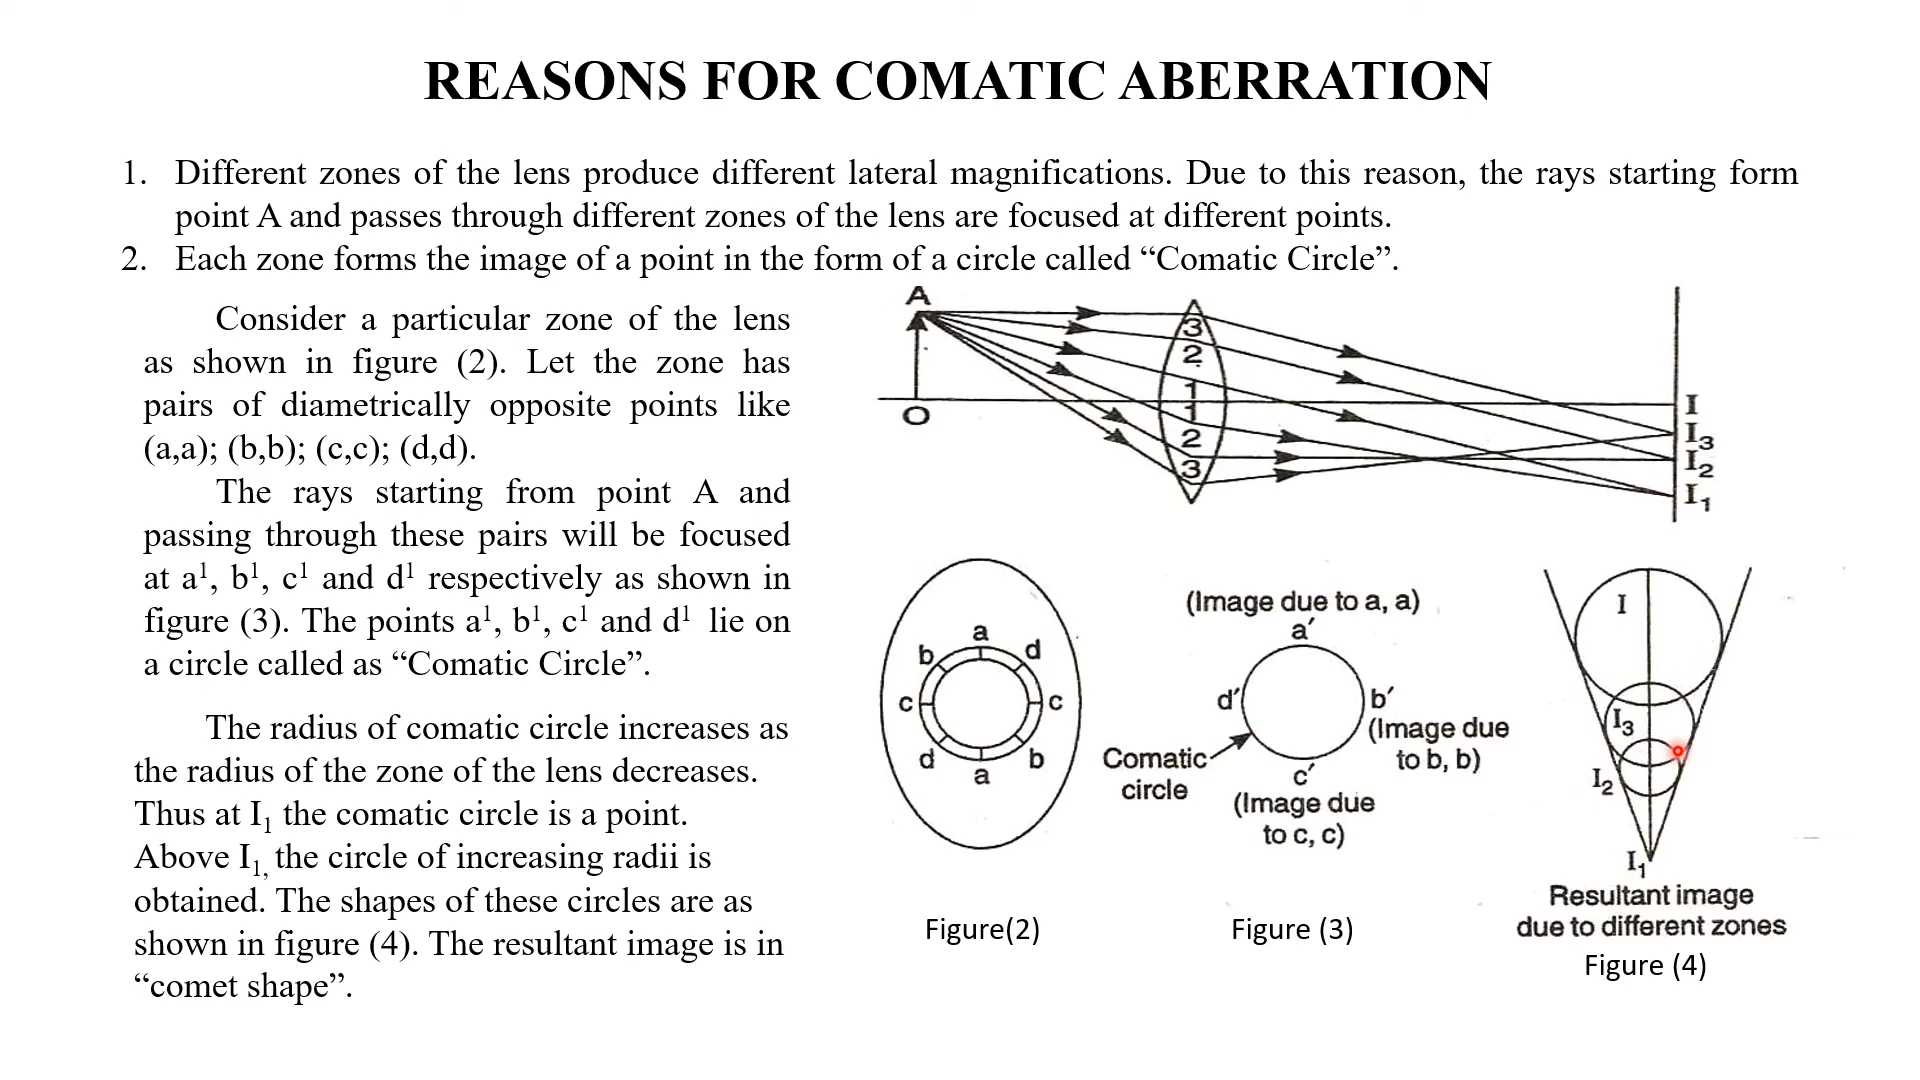 REASONS FOR COMATIC ABERRATION
1. Different zones of the lens produce different lateral magnifications. Due to this reason, the rays starting form
point A and passes through different zones of the lens are focused at different points.
2. Each zone forms the image of a point in the form of a circle called “Comatic Circle”.
Consider a particular zone of the lens
as shown in figure (2). Let the zone has
pairs of diametrically opposite points like
(a,a); (b,b); (c,c); (d,d).
The rays starting from point A and
passing through these pairs will be focused
at a¹, b¹, c¹ and d¹ respectively as shown in
figure (3). The points a¹, b¹, c¹ and d¹ lie on
a circle called as “Comatic Circle”.
The radius of comatic circle increases as
the radius of the zone of the lens decreases.
Thus at I₁ the comatic circle is a point.
Above I₁, the circle of increasing radii is
obtained. The shapes of these circles are as
shown in figure (4). The resultant image is in
“comet shape”.
A
O
3
2
1
1
2
3
I
I₃
I₂
I₁
a
b
d
c
c
d
b
a
Figure(2)
(Image due to a, a)
a′
d′
b′
(Image due
to b, b)
Comatic
circle
c′
(Image due
to c, c)
Figure (3)
I
I₃
I₂
I₁
Resultant image
due to different zones
Figure (4)